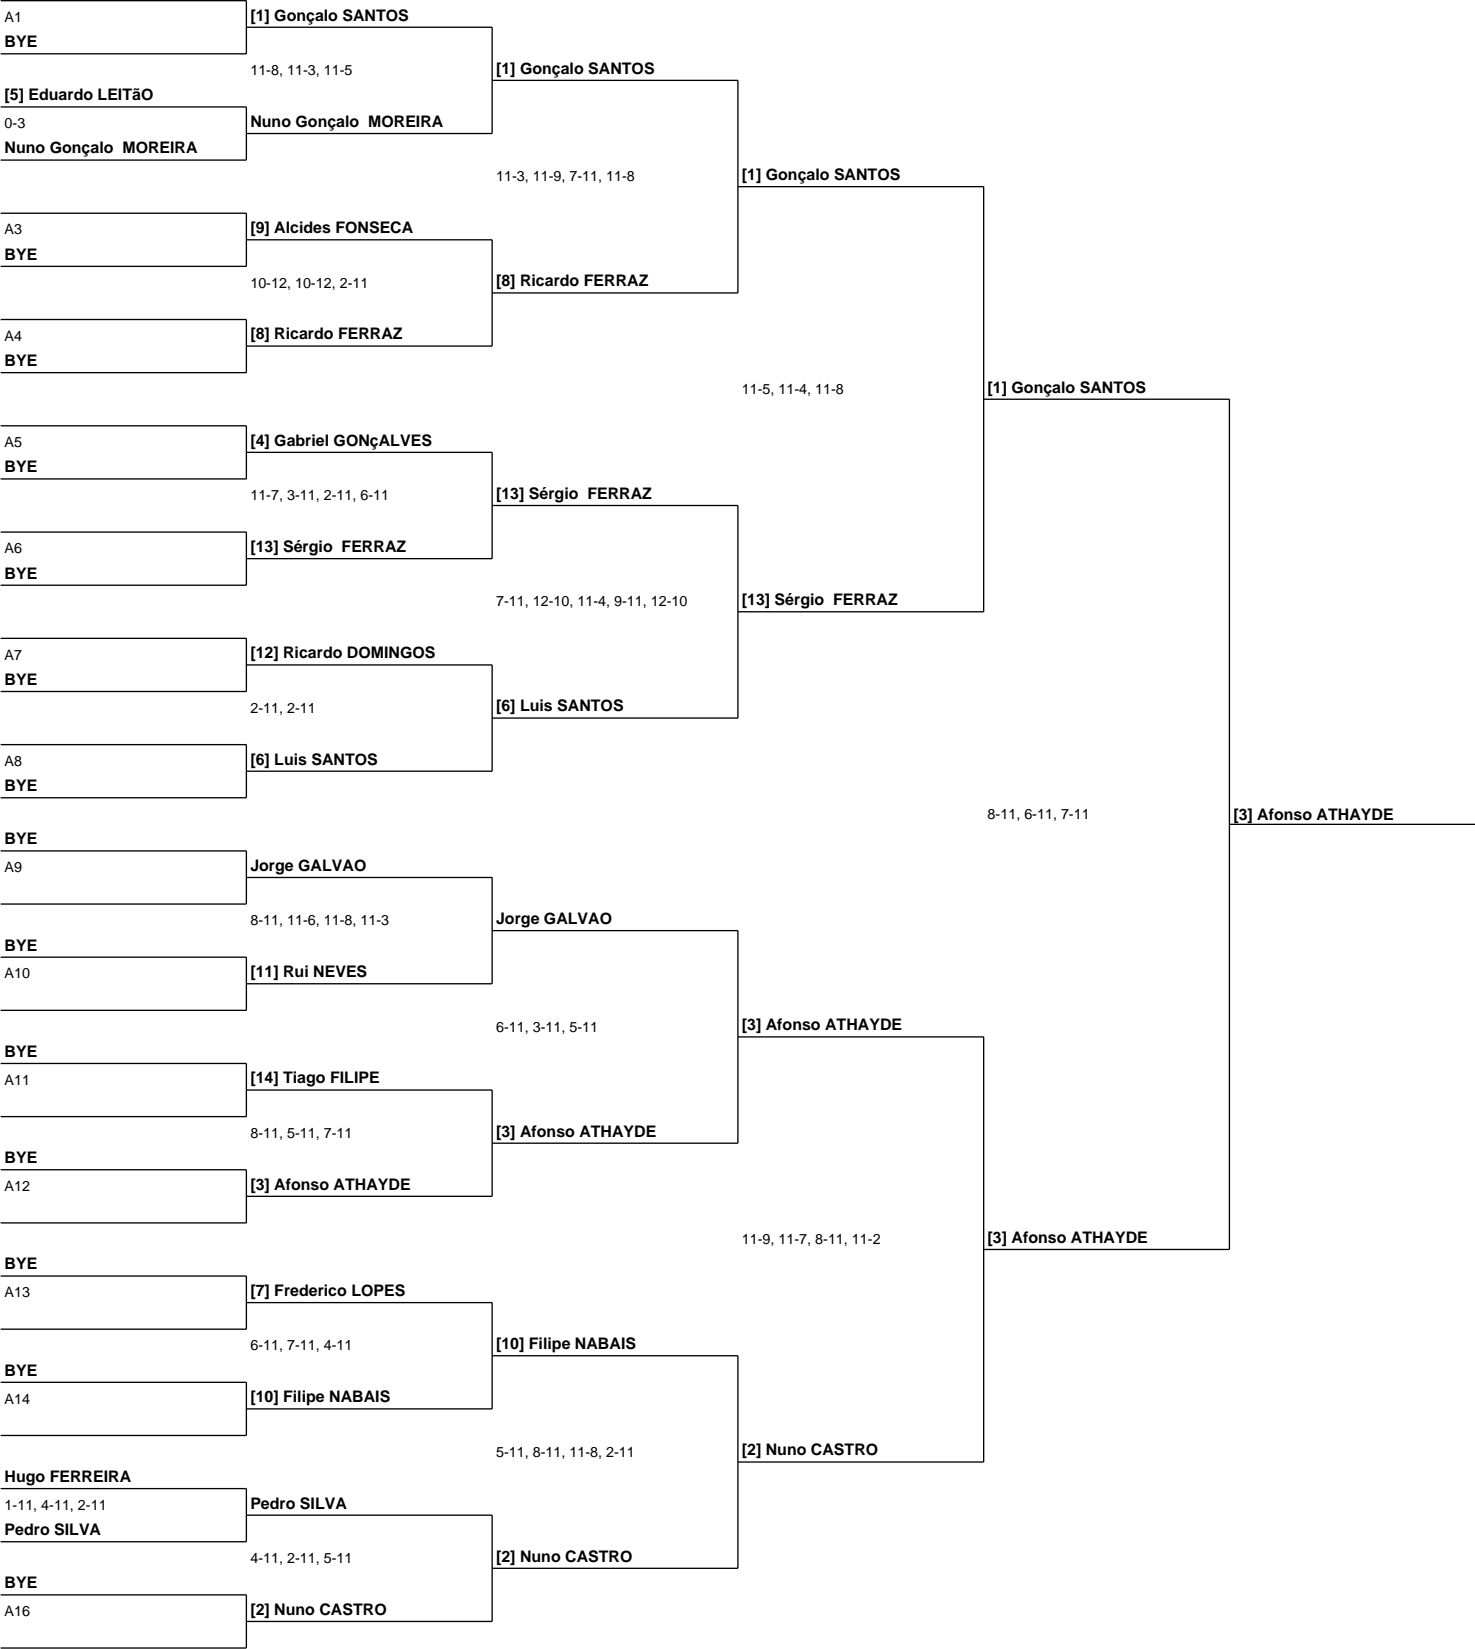 A1
BYE
[1] Gonçalo SANTOS
11-8, 11-3, 11-5
[5] Eduardo LEITãO
0-3
Nuno Gonçalo  MOREIRA
Nuno Gonçalo  MOREIRA
[1] Gonçalo SANTOS
11-3, 11-9, 7-11, 11-8
A3
BYE
[9] Alcides FONSECA
10-12, 10-12, 2-11
A4
BYE
[8] Ricardo FERRAZ
[8] Ricardo FERRAZ
[1] Gonçalo SANTOS
11-5, 11-4, 11-8
A5
BYE
[4] Gabriel GONçALVES
11-7, 3-11, 2-11, 6-11
A6
BYE
[13] Sérgio  FERRAZ
[13] Sérgio  FERRAZ
7-11, 12-10, 11-4, 9-11, 12-10
A7
BYE
[12] Ricardo DOMINGOS
2-11, 2-11
A8
BYE
[6] Luis SANTOS
[6] Luis SANTOS
[13] Sérgio  FERRAZ
[1] Gonçalo SANTOS
8-11, 6-11, 7-11
[3] Afonso ATHAYDE
BYE
A9
Jorge GALVAO
8-11, 11-6, 11-8, 11-3
BYE
A10
[11] Rui NEVES
Jorge GALVAO
6-11, 3-11, 5-11
BYE
A11
[14] Tiago FILIPE
8-11, 5-11, 7-11
BYE
A12
[3] Afonso ATHAYDE
[3] Afonso ATHAYDE
[3] Afonso ATHAYDE
11-9, 11-7, 8-11, 11-2
[3] Afonso ATHAYDE
BYE
A13
[7] Frederico LOPES
6-11, 7-11, 4-11
BYE
A14
[10] Filipe NABAIS
[10] Filipe NABAIS
5-11, 8-11, 11-8, 2-11
[2] Nuno CASTRO
Hugo FERREIRA
1-11, 4-11, 2-11
Pedro SILVA
Pedro SILVA
4-11, 2-11, 5-11
[2] Nuno CASTRO
BYE
A16
[2] Nuno CASTRO